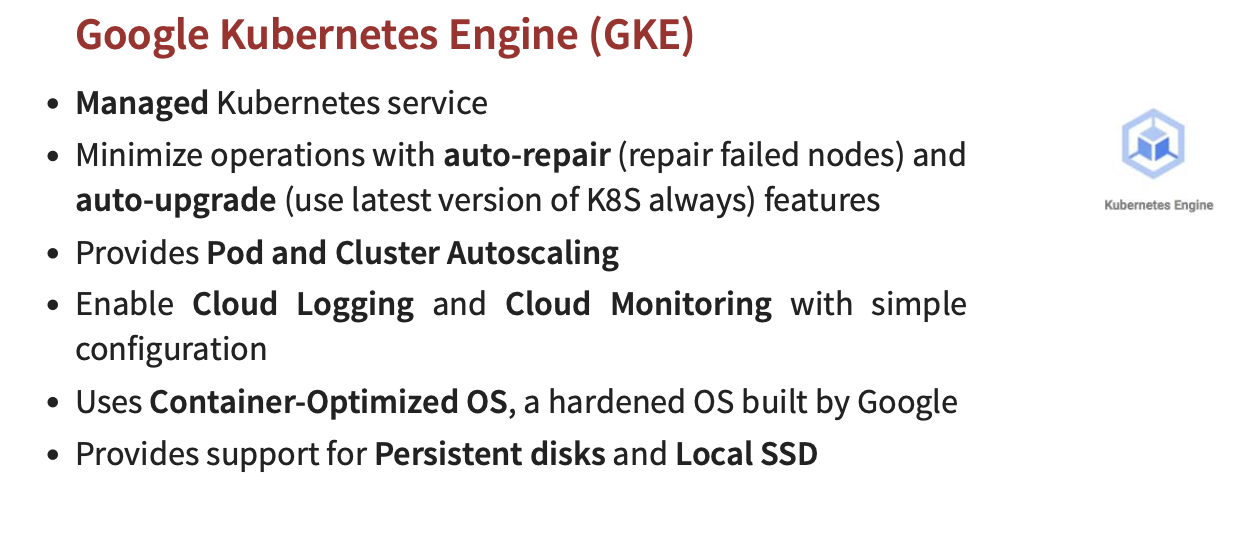 Google Kubernetes Engine (GKE)
• Managed Kubernetes service
• Minimize operations with auto-repair (repair failed nodes) and
auto-upgrade (use latest version of K8S always) features
• Provides Pod and Cluster Autoscaling
• Enable Cloud Logging and Cloud Monitoring with simple
configuration
• Uses Container-Optimized OS, a hardened OS built by Google
• Provides support for Persistent disks and Local SSD
Kubernetes Engine